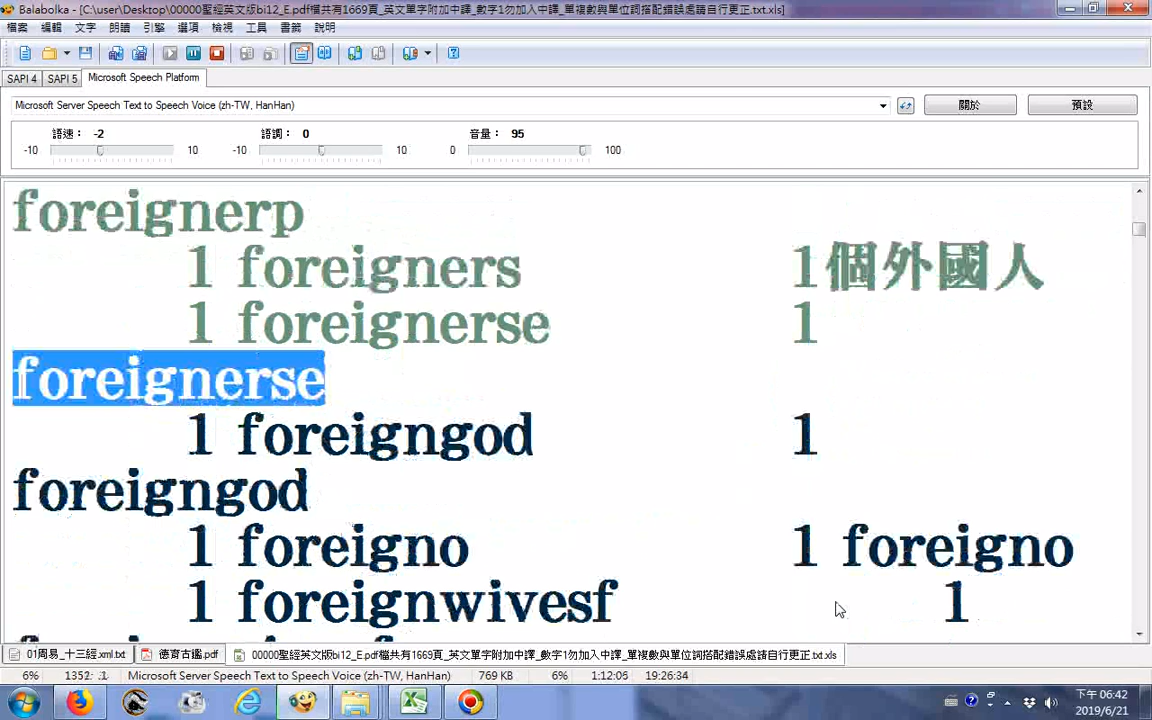 Balabolka - [C:\user\Desktop\00000聖經英文版bi12_E.pdf檔共有1669頁_英文單字附加中譯_數字1勿加入中譯_單複數與單位詞搭配錯誤處請自行更正.txt.xls]
檔案 編輯 文字 朗讀 引擎 選項 檢視 工具 書籤 說明
SAPI 4 SAPI 5 Microsoft Speech Platform
Microsoft Server Speech Text to Speech Voice (zh-TW, HanHan) 關於 預設
語速： -2 語調： 0 音量： 95
-10 10 -10 10 0 100
foreignerp
1 foreigners 1個外國人
1 foreignerse 1
foreignerse
1 foreigngod 1
foreigngod
1 foreigno 1 foreigno
1 foreignwivesf 1
01周易_十三經.xml.txt 德育古鑑.pdf 00000聖經英文版bi12_E.pdf檔共有1669頁_英文單字附加中譯_數字1勿加入中譯_單複數與單位詞搭配錯誤處請自行更正.txt.xls
6% 1352: 1 Microsoft Server Speech Text to Speech Voice (zh-TW, HanHan) 769 KB 6% 1:12:06 19:26:34
下午 06:42
2019/6/21